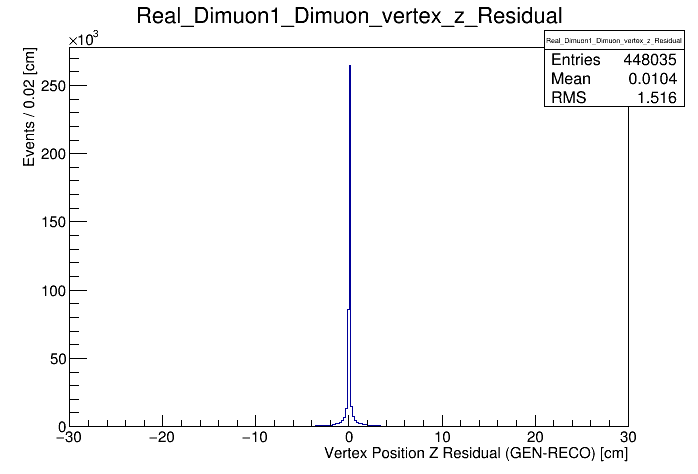 Real_Dimuon1_Dimuon_vertex_z_Residual
×10³
Real_Dimuon1_Dimuon_vertex_z_Residual
Entries 448035
Mean 0.0104
RMS 1.516
Events / 0.02 [cm]
250
200
150
100
50
0
−30 −20 −10 0 10 20 30
Vertex Position Z Residual (GEN-RECO) [cm]